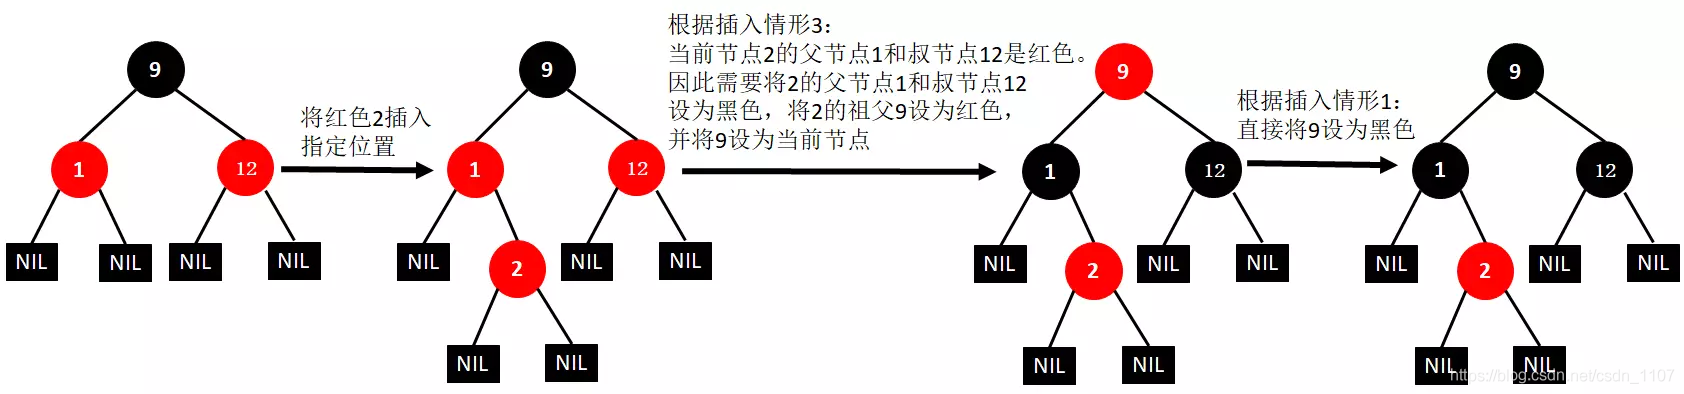 9
1
12
NIL
NIL
NIL
NIL
将红色2插入
指定位置
9
1
12
NIL
2
NIL
NIL
NIL
NIL
根据插入情形3：
当前节点2的父节点1和叔节点12是红色。
因此需要将2的父节点1和叔节点12
设为黑色，将2的祖父9设为红色，
并将9设为当前节点
9
1
12
NIL
2
NIL
NIL
NIL
NIL
根据插入情形1：
直接将9设为黑色
9
1
12
NIL
2
NIL
NIL
NIL
NIL
https://blog.csdn.net/csdn_1107